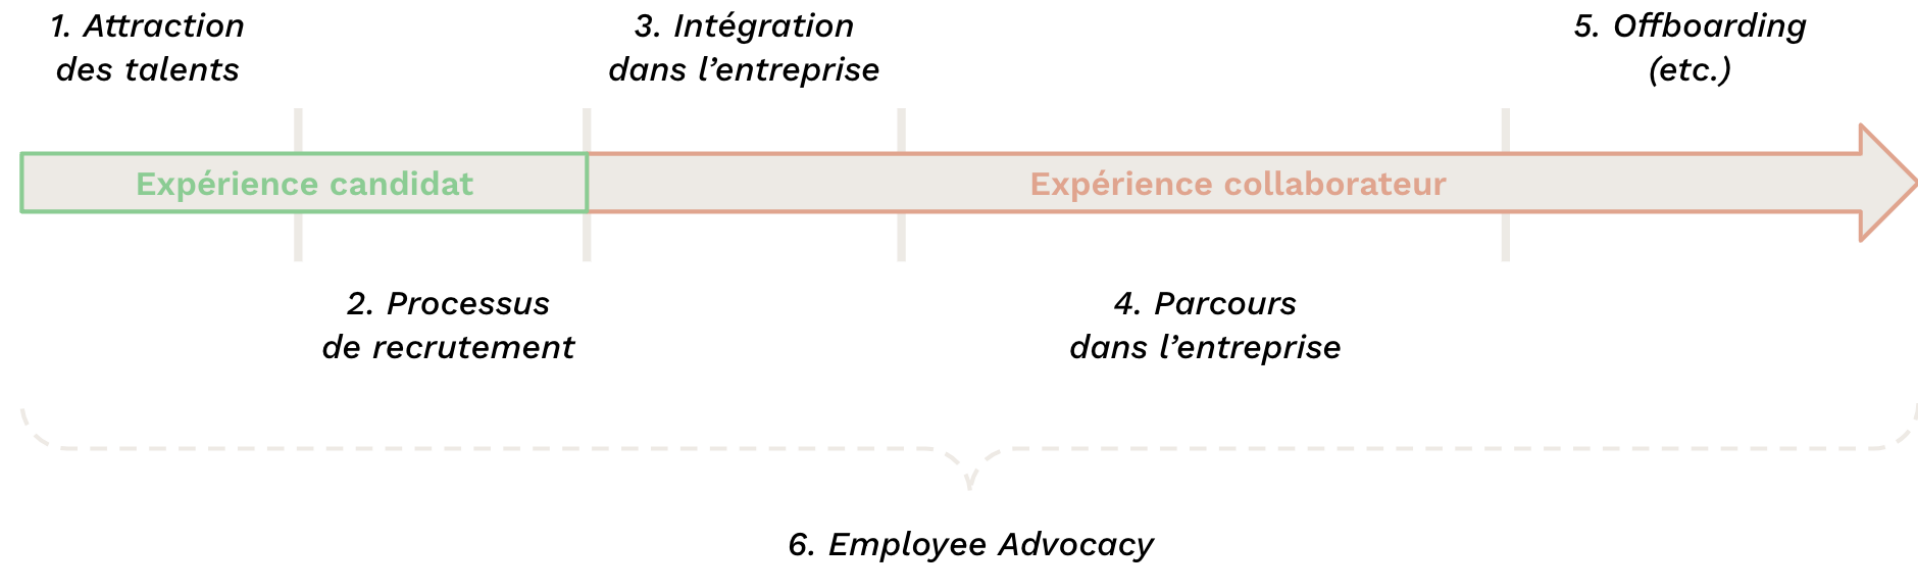 1. Attraction
des talents
3. Intégration
dans l’entreprise
5. Offboarding
(etc.)
Expérience candidat
Expérience collaborateur
2. Processus
de recrutement
4. Parcours
dans l’entreprise
6. Employee Advocacy